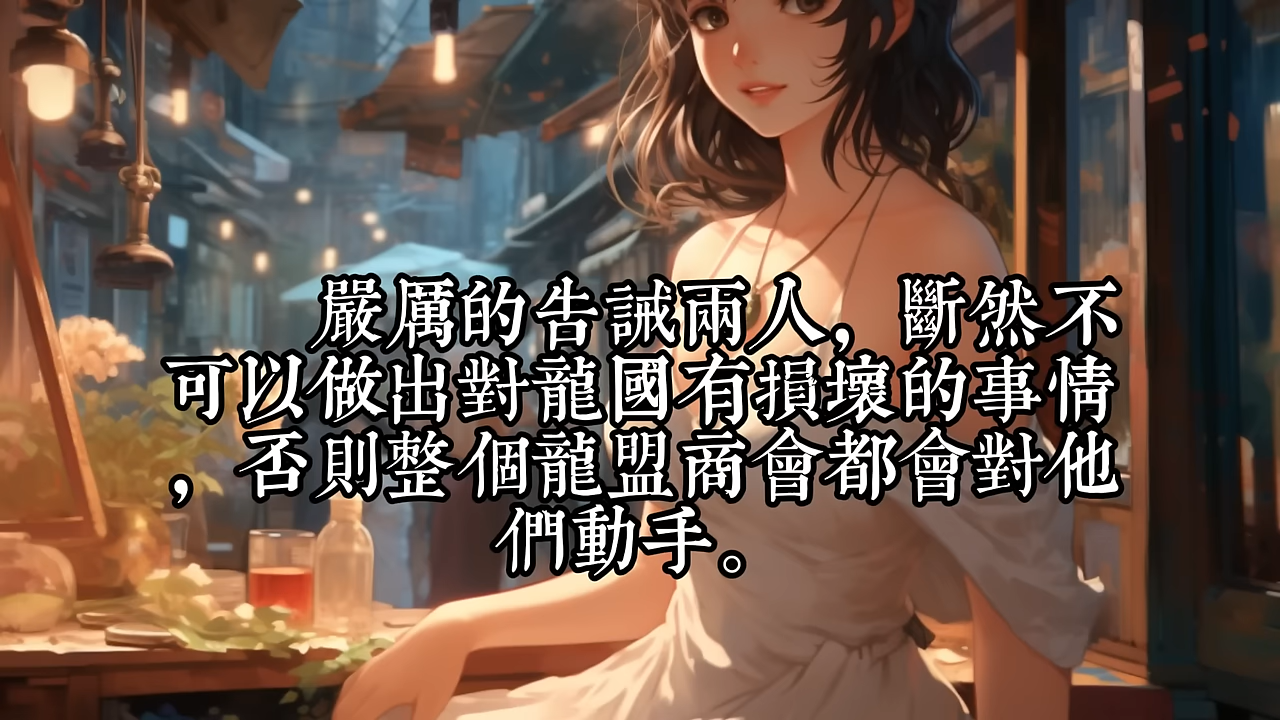 嚴厲的告誡兩人，斷然不
可以做出對龍國有損壞的事情
，否則整個龍盟商會都會對他
們動手。